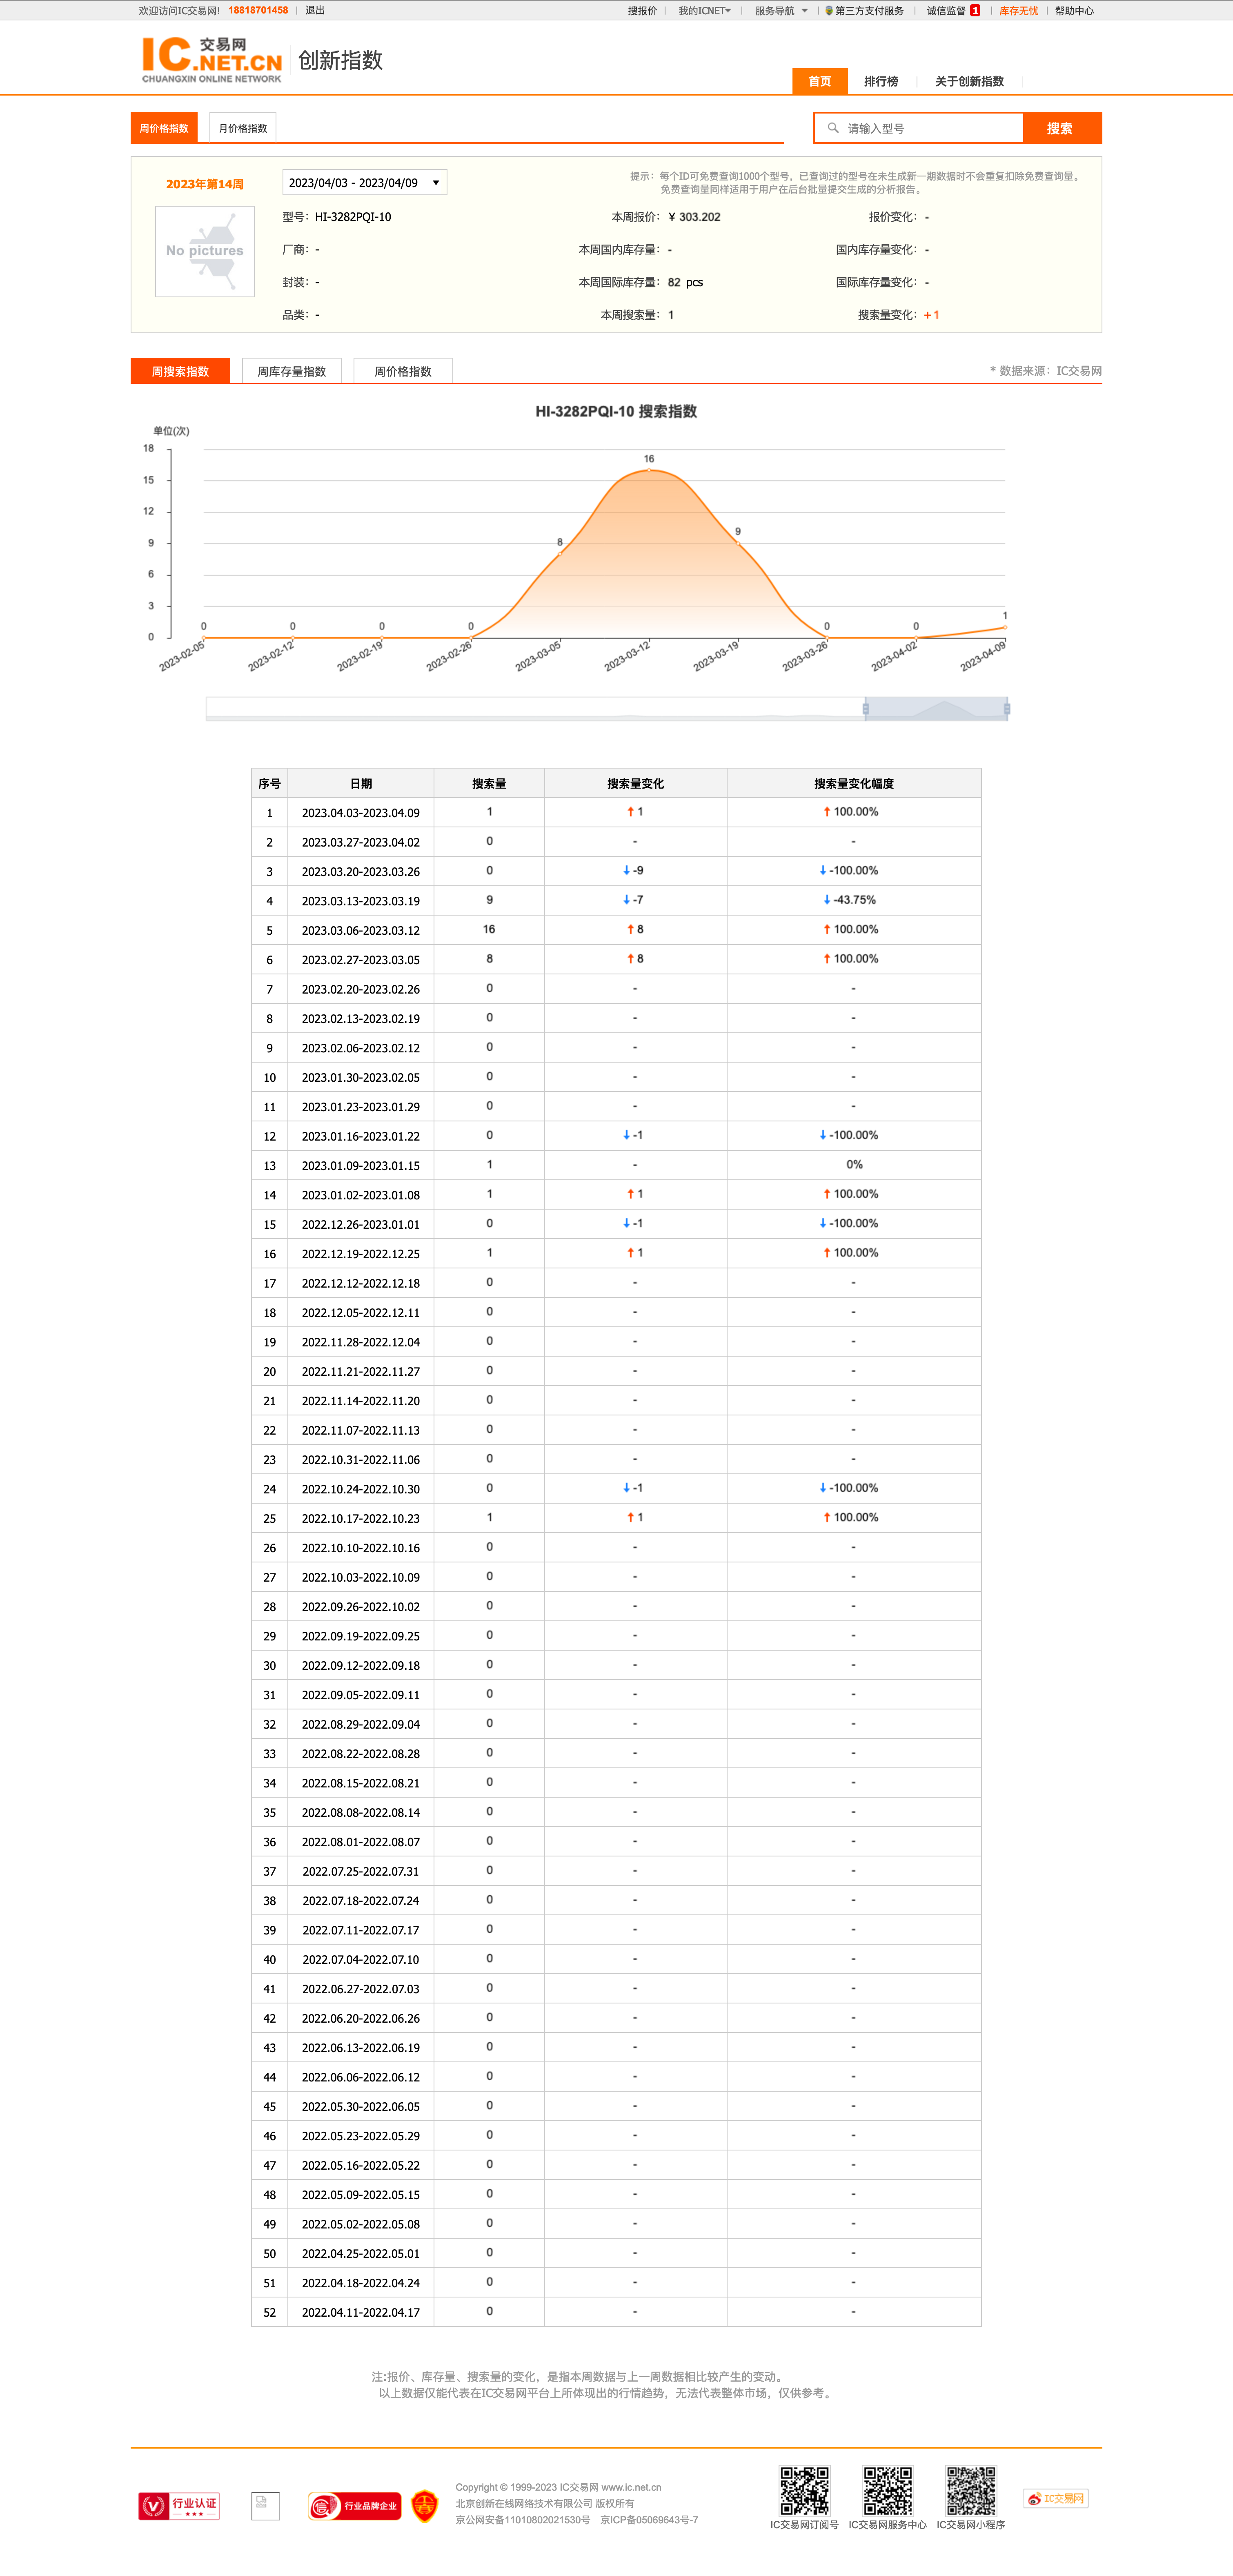 欢迎访问IC交易网! 18818701458 | 退出 搜报价 | 我的ICNET | 服务导航 | 第三方支付服务 | 诚信监督 1 | 库存无忧 | 帮助中心
IC 交易网
.NET.CN
CHUANGXIN ONLINE NETWORK
创新指数
首页 排行榜 关于创新指数
周价格指数 月价格指数 请输入型号 搜索
2023年第14周 2023/04/03 - 2023/04/09
提示：每个ID可免费查询1000个型号，已查询过的型号在未生成新一期数据时不会重复扣除免费查询量。
免费查询量同样适用于用户在后台批量提交生成的分析报告。
No pictures
型号：HI-3282PQI-10 本周报价：¥ 303.202 报价变化：-
厂商：- 本周国内库存量：- 国内库存量变化：-
封装：- 本周国际库存量：82 pcs 国际库存量变化：-
品类：- 本周搜索量：1 搜索量变化：+1
周搜索指数 周库存量指数 周价格指数 * 数据来源：IC交易网
HI-3282PQI-10 搜索指数
单位(次)
18
15
12
9
6
3
0
0 0 0 0 8 16 9 0 0 1
2023-02-05 2023-02-12 2023-02-19 2023-02-26 2023-03-05 2023-03-12 2023-03-19 2023-03-26 2023-04-02 2023-04-09
序号 日期 搜索量 搜索量变化 搜索量变化幅度
1 2023.04.03-2023.04.09 1 ↑ 1 ↑ 100.00%
2 2023.03.27-2023.04.02 0 - -
3 2023.03.20-2023.03.26 0 ↓ -9 ↓ -100.00%
4 2023.03.13-2023.03.19 9 ↓ -7 ↓ -43.75%
5 2023.03.06-2023.03.12 16 ↑ 8 ↑ 100.00%
6 2023.02.27-2023.03.05 8 ↑ 8 ↑ 100.00%
7 2023.02.20-2023.02.26 0 - -
8 2023.02.13-2023.02.19 0 - -
9 2023.02.06-2023.02.12 0 - -
10 2023.01.30-2023.02.05 0 - -
11 2023.01.23-2023.01.29 0 - -
12 2023.01.16-2023.01.22 0 ↓ -1 ↓ -100.00%
13 2023.01.09-2023.01.15 1 - 0%
14 2023.01.02-2023.01.08 1 ↑ 1 ↑ 100.00%
15 2022.12.26-2023.01.01 0 ↓ -1 ↓ -100.00%
16 2022.12.19-2022.12.25 1 ↑ 1 ↑ 100.00%
17 2022.12.12-2022.12.18 0 - -
18 2022.12.05-2022.12.11 0 - -
19 2022.11.28-2022.12.04 0 - -
20 2022.11.21-2022.11.27 0 - -
21 2022.11.14-2022.11.20 0 - -
22 2022.11.07-2022.11.13 0 - -
23 2022.10.31-2022.11.06 0 - -
24 2022.10.24-2022.10.30 0 ↓ -1 ↓ -100.00%
25 2022.10.17-2022.10.23 1 ↑ 1 ↑ 100.00%
26 2022.10.10-2022.10.16 0 - -
27 2022.10.03-2022.10.09 0 - -
28 2022.09.26-2022.10.02 0 - -
29 2022.09.19-2022.09.25 0 - -
30 2022.09.12-2022.09.18 0 - -
31 2022.09.05-2022.09.11 0 - -
32 2022.08.29-2022.09.04 0 - -
33 2022.08.22-2022.08.28 0 - -
34 2022.08.15-2022.08.21 0 - -
35 2022.08.08-2022.08.14 0 - -
36 2022.08.01-2022.08.07 0 - -
37 2022.07.25-2022.07.31 0 - -
38 2022.07.18-2022.07.24 0 - -
39 2022.07.11-2022.07.17 0 - -
40 2022.07.04-2022.07.10 0 - -
41 2022.06.27-2022.07.03 0 - -
42 2022.06.20-2022.06.26 0 - -
43 2022.06.13-2022.06.19 0 - -
44 2022.06.06-2022.06.12 0 - -
45 2022.05.30-2022.06.05 0 - -
46 2022.05.23-2022.05.29 0 - -
47 2022.05.16-2022.05.22 0 - -
48 2022.05.09-2022.05.15 0 - -
49 2022.05.02-2022.05.08 0 - -
50 2022.04.25-2022.05.01 0 - -
51 2022.04.18-2022.04.24 0 - -
52 2022.04.11-2022.04.17 0 - -
注:报价、库存量、搜索量的变化，是指本周数据与上一周数据相比较产生的变动。
以上数据仅能代表在IC交易网平台上所体现出的行情趋势，无法代表整体市场，仅供参考。
行业认证
行业品牌企业
Copyright © 1999-2023 IC交易网 www.ic.net.cn
北京创新在线网络技术有限公司 版权所有
京公网安备11010802021530号 京ICP备05069643号-7
IC交易网订阅号 IC交易网服务中心 IC交易网小程序
IC交易网